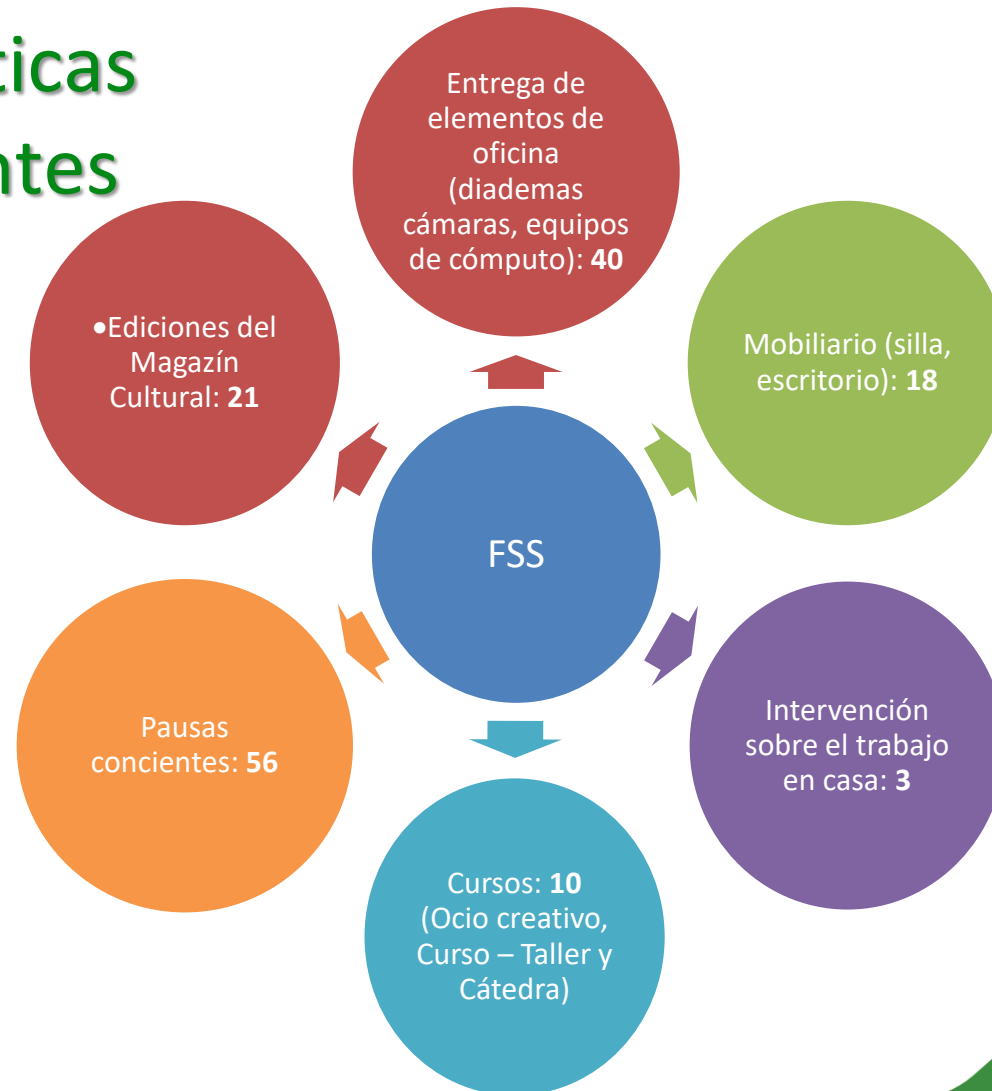 ticas
ntes
Entrega de
elementos de
oficina
(diademas
cámaras, equipos
de cómputo): 40
•Ediciones del
Magazín
Cultural: 21
Mobiliario (silla,
escritorio): 18
FSS
Pausas
concientes: 56
Intervención
sobre el trabajo
en casa: 3
Cursos: 10
(Ocio creativo,
Curso – Taller y
Cátedra)